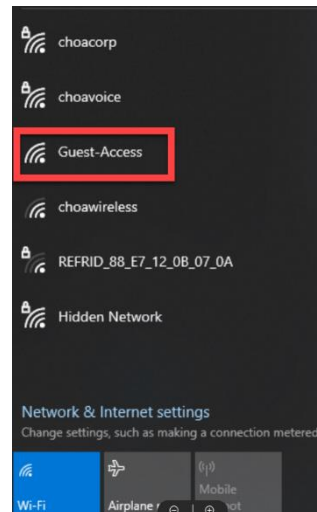 choacorp
choavoice
Guest-Access
choawireless
REFRID_88_E7_12_0B_07_0A
Hidden Network
Network & Internet settings
Change settings, such as making a connection metered
Wi-Fi
Airplane
Mobile